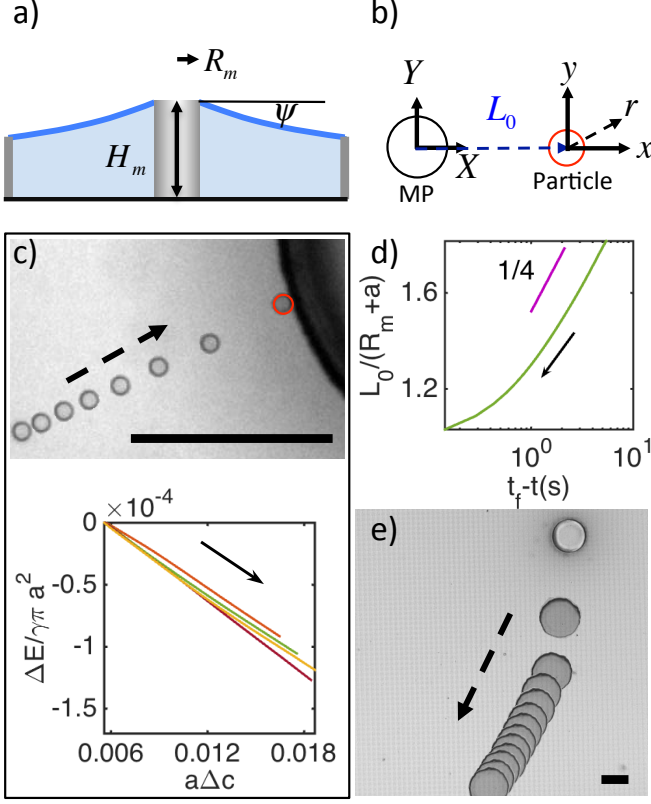 a)
R_m
ψ
H_m
b)
Y
L_0
X
MP
y
r
x
Particle
c)
d)
1/4
L_0/(R_m+a)
1.6
1.2
10^0
10^1
t_f-t(s)
×10^-4
0
-0.5
-1
-1.5
ΔE/γπ a^2
0.006
0.012
0.018
aΔc
e)